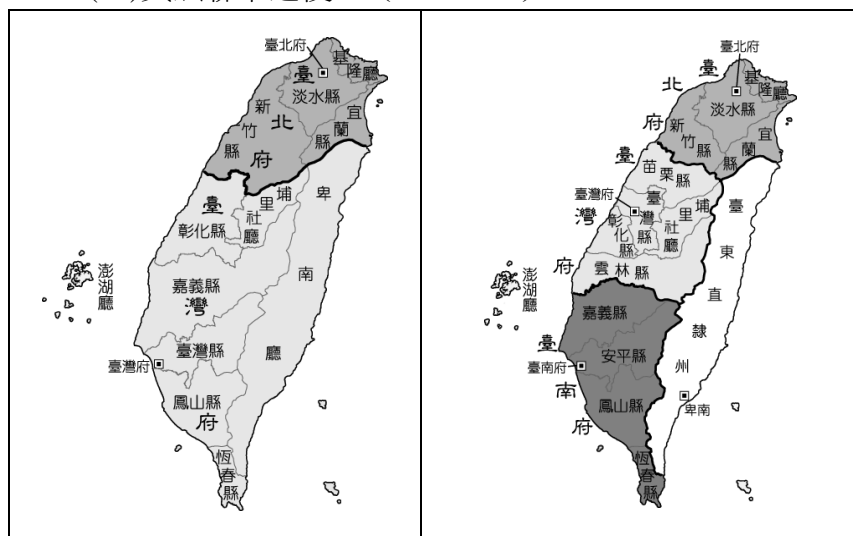 臺北府
基隆廳
臺北府
淡水縣
新竹縣
宜蘭縣
臺灣府
埔里社廳
彰化縣
卑南廳
澎湖廳
嘉義縣
臺灣縣
臺灣府
鳳山縣
恆春縣
臺北府
臺北府
基隆廳
淡水縣
新竹縣
宜蘭縣
臺灣府
苗栗縣
臺灣府
臺灣縣
埔里社廳
彰化縣
雲林縣
臺東直隸州
澎湖廳
嘉義縣
臺南府
安平縣
臺南府
鳳山縣
卑南
恆春縣